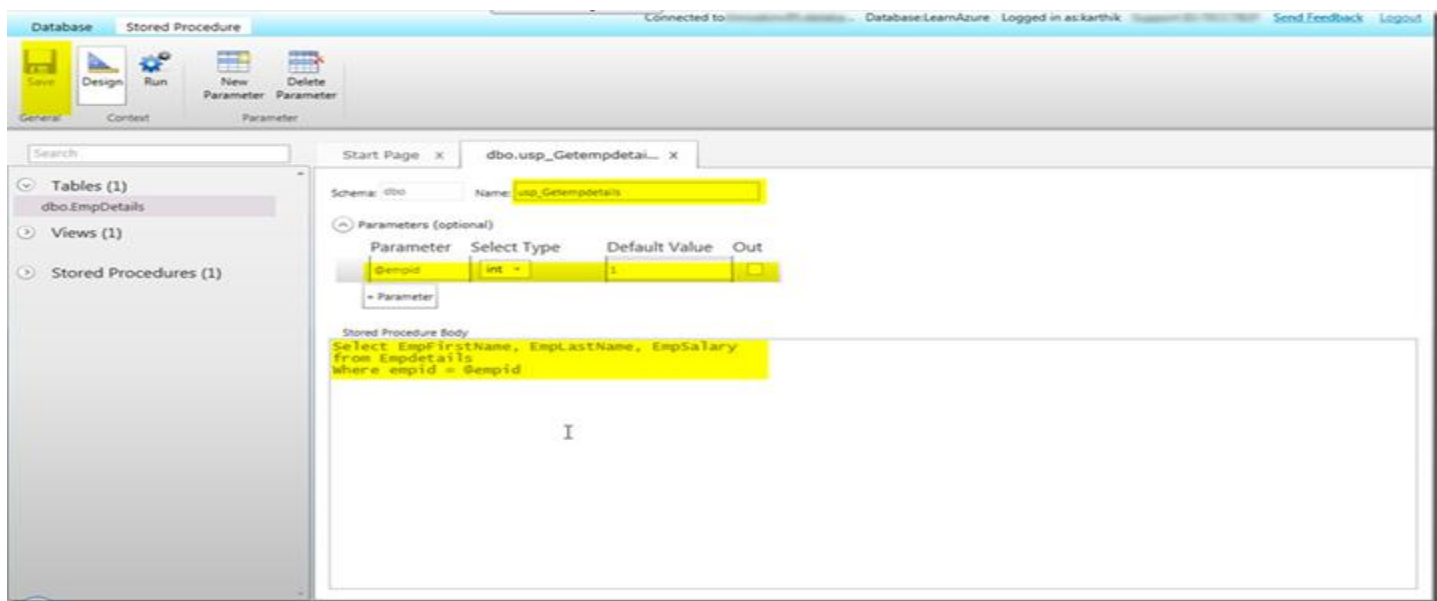 Connected to
Database:LearnAzure Logged in as:karthik
Send Feedback Logout
Database Stored Procedure
Save Design Run New Parameter Delete Parameter
General Context Parameter
Search
Tables (1)
dbo.EmpDetails
Views (1)
Stored Procedures (1)
Start Page x dbo.usp_Getempdetai... x
Schema: dbo Name: usp_Getempdetails
Parameters (optional)
Parameter Select Type Default Value Out
@empid int 1
+ Parameter
Stored Procedure Body
Select EmpFirstName, EmpLastName, EmpSalary
from Empdetails
Where empid = @empid